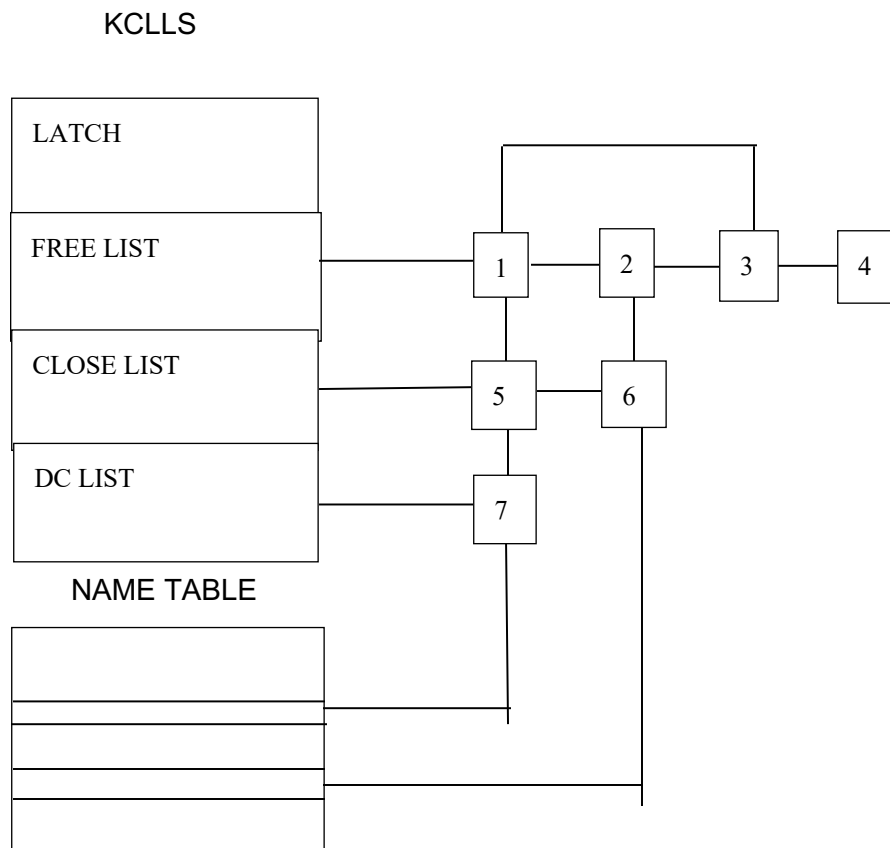 KCLLS
LATCH
FREE LIST
1 2 3 4
CLOSE LIST
5 6
DC LIST
7
NAME TABLE